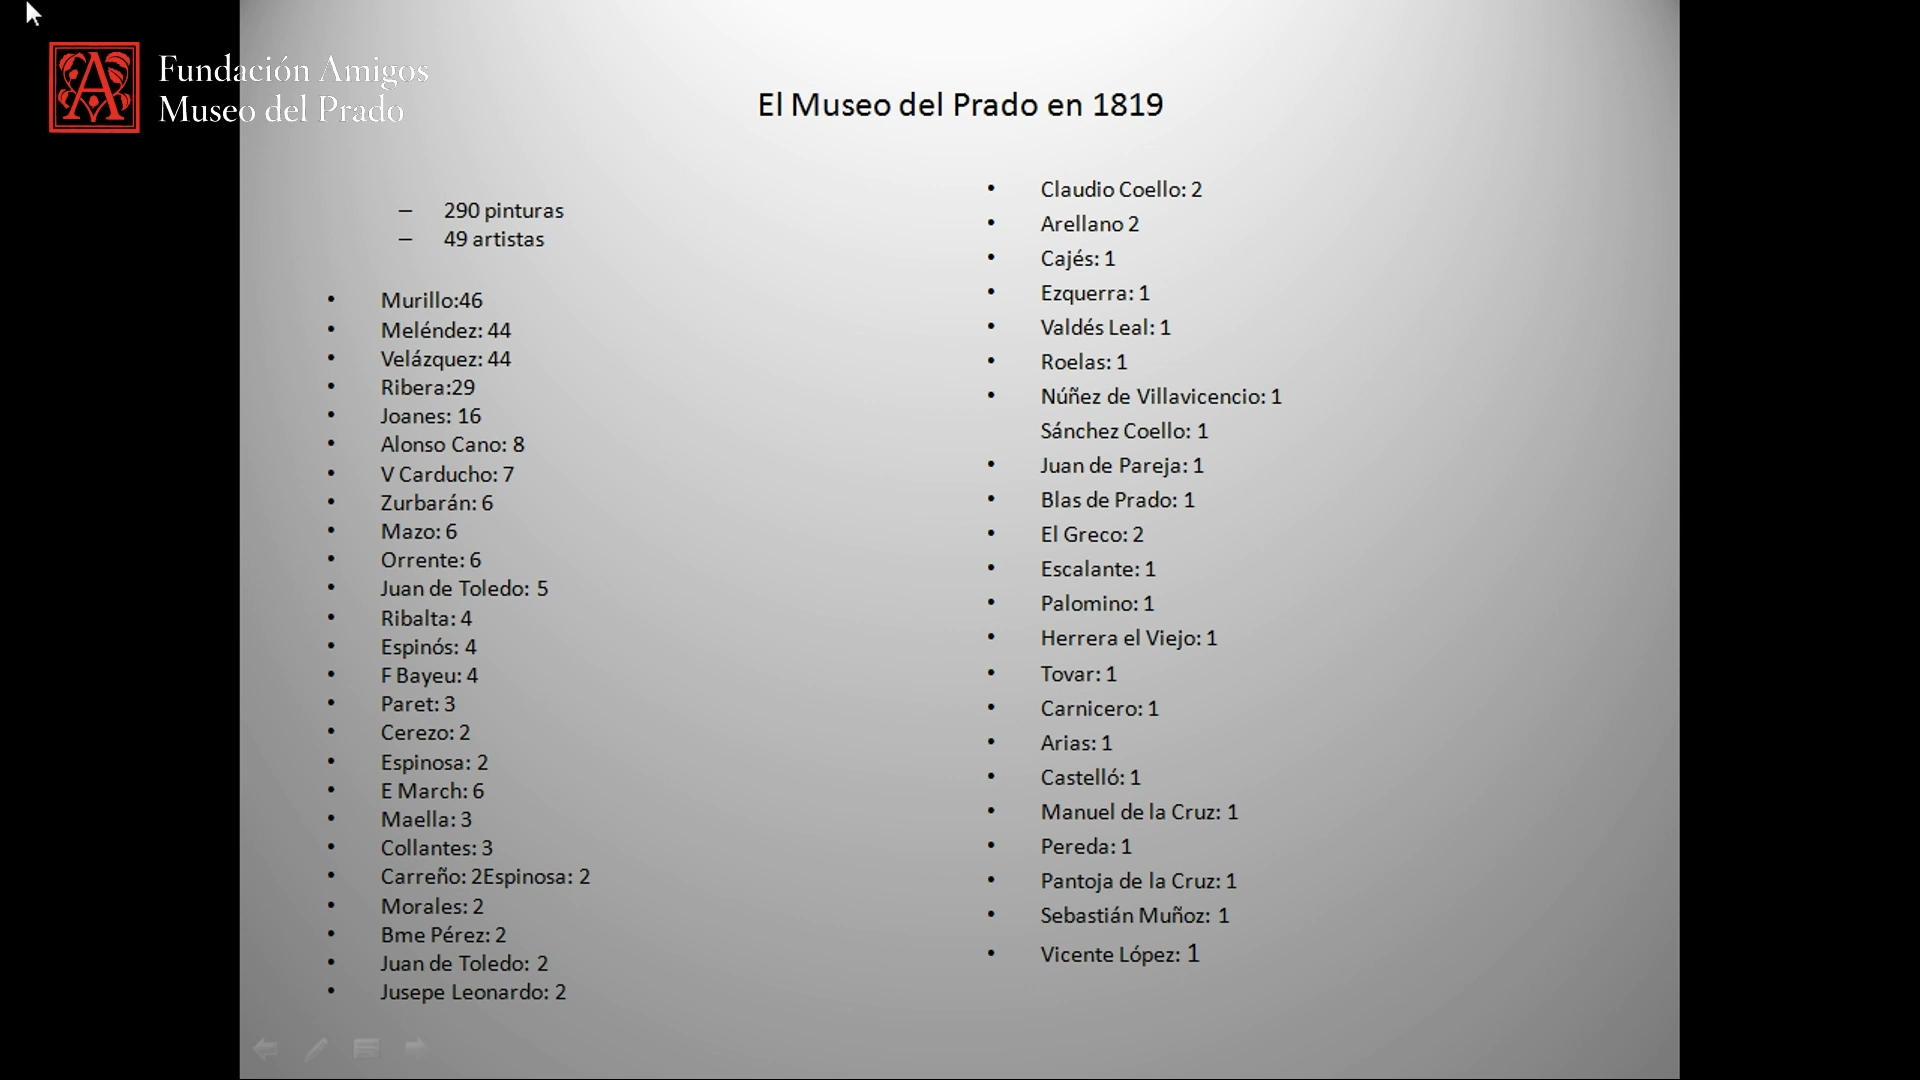 Fundación Amigos
Museo del Prado
El Museo del Prado en 1819
– 290 pinturas
– 49 artistas
• Murillo:46
• Meléndez: 44
• Velázquez: 44
• Ribera:29
• Joanes: 16
• Alonso Cano: 8
• V Carducho: 7
• Zurbarán: 6
• Mazo: 6
• Orrente: 6
• Juan de Toledo: 5
• Ribalta: 4
• Espinós: 4
• F Bayeu: 4
• Paret: 3
• Cerezo: 2
• Espinosa: 2
• E March: 6
• Maella: 3
• Collantes: 3
• Carreño: 2Espinosa: 2
• Morales: 2
• Bme Pérez: 2
• Juan de Toledo: 2
• Jusepe Leonardo: 2
• Claudio Coello: 2
• Arellano 2
• Cajés: 1
• Ezquerra: 1
• Valdés Leal: 1
• Roelas: 1
• Núñez de Villavicencio: 1
Sánchez Coello: 1
• Juan de Pareja: 1
• Blas de Prado: 1
• El Greco: 2
• Escalante: 1
• Palomino: 1
• Herrera el Viejo: 1
• Tovar: 1
• Carnicero: 1
• Arias: 1
• Castelló: 1
• Manuel de la Cruz: 1
• Pereda: 1
• Pantoja de la Cruz: 1
• Sebastián Muñoz: 1
• Vicente López: 1